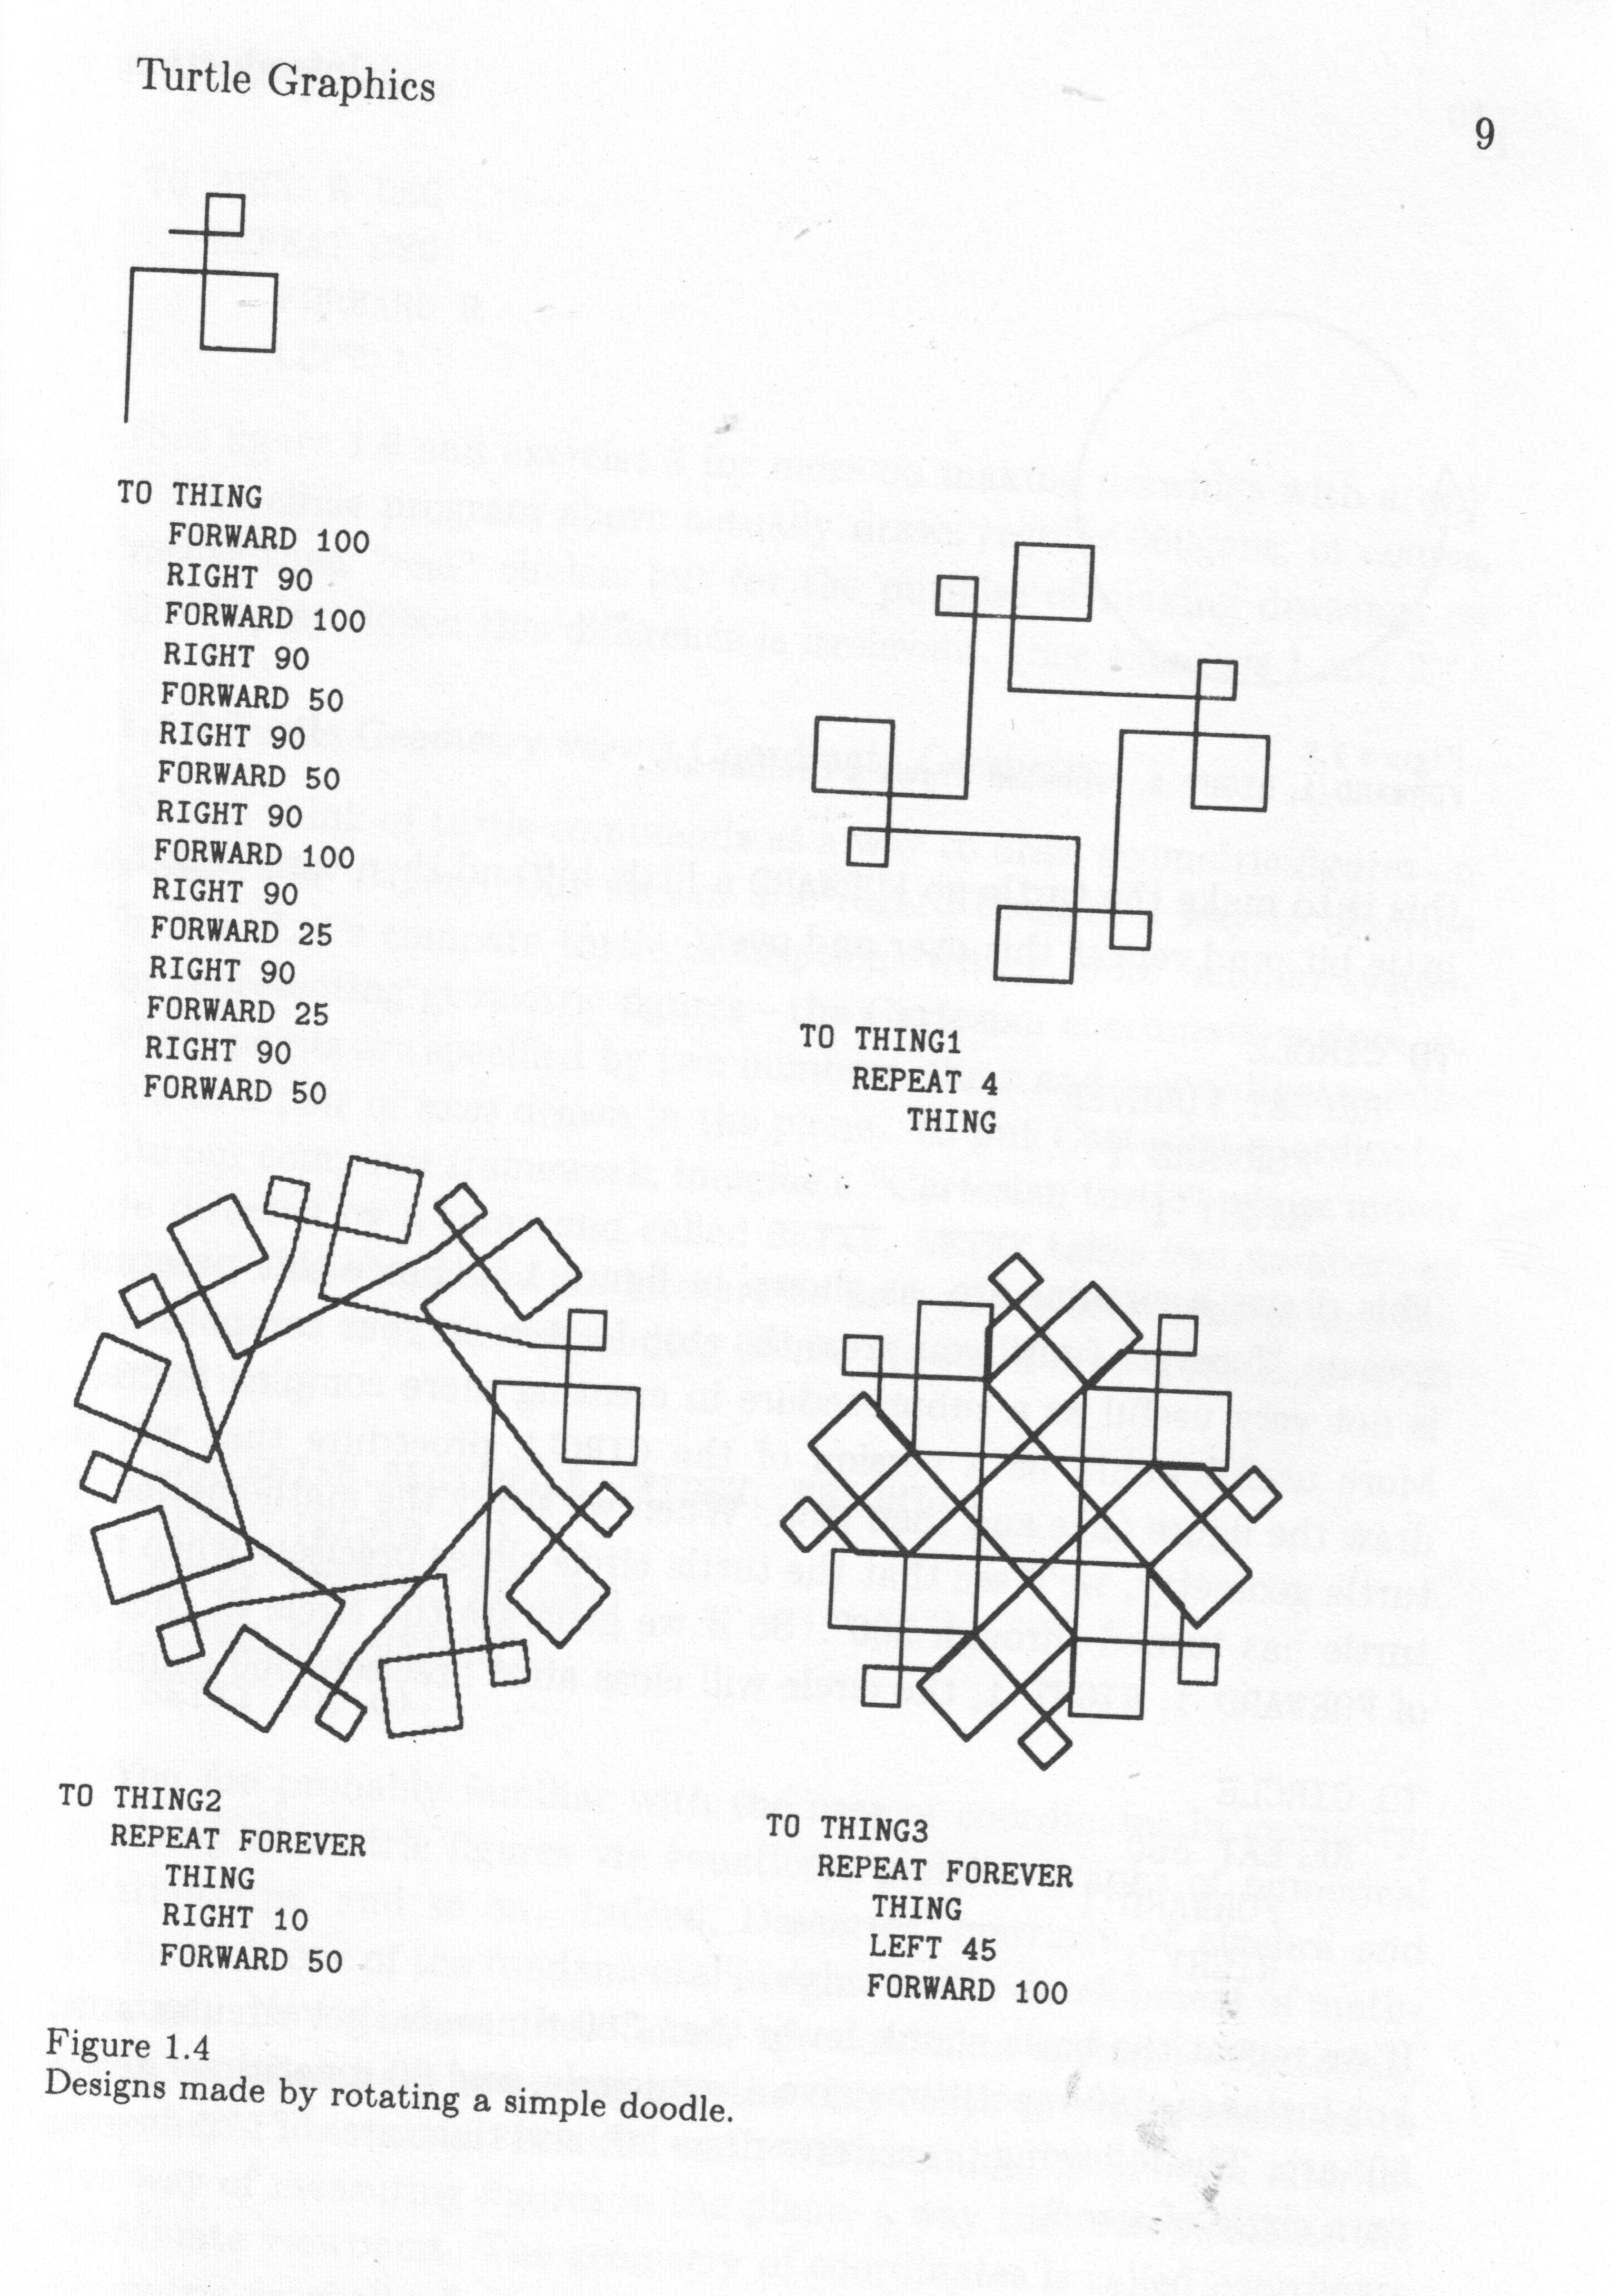 Turtle Graphics
9
TO THING
FORWARD 100
RIGHT 90
FORWARD 100
RIGHT 90
FORWARD 50
RIGHT 90
FORWARD 50
RIGHT 90
FORWARD 100
RIGHT 90
FORWARD 25
RIGHT 90
FORWARD 25
RIGHT 90
FORWARD 50
TO THING1
REPEAT 4
THING
TO THING2
REPEAT FOREVER
THING
RIGHT 10
FORWARD 50
TO THING3
REPEAT FOREVER
THING
LEFT 45
FORWARD 100
Figure 1.4
Designs made by rotating a simple doodle.